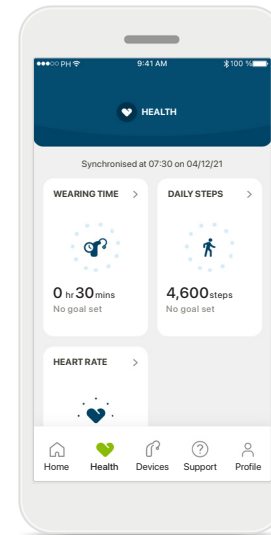 PH 9:41 AM 100 %
HEALTH
Synchronised at 07:30 on 04/12/21
WEARING TIME > DAILY STEPS >
0 hr 30 mins 4,600 steps
No goal set No goal set
HEART RATE >
Home Health Devices Support Profile